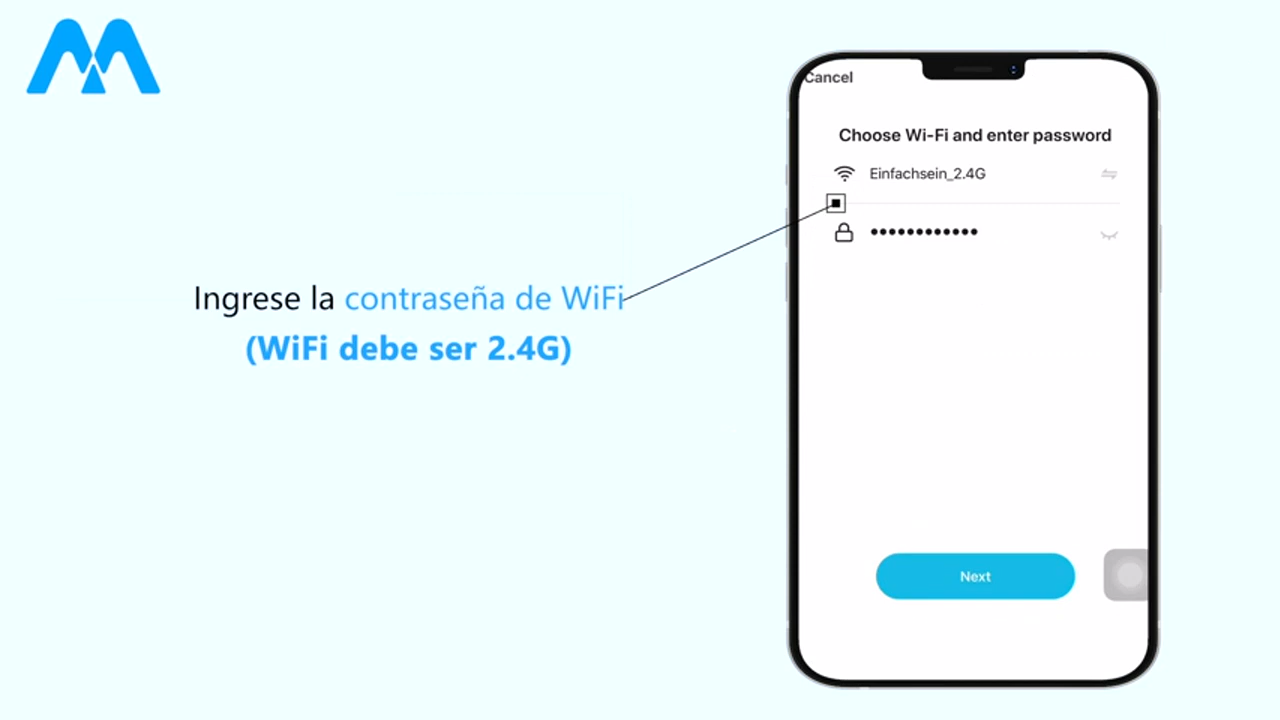 Cancel
Choose Wi-Fi and enter password
Einfachsein_2.4G
••••••••••••
Ingrese la contraseña de WiFi
(WiFi debe ser 2.4G)
Next